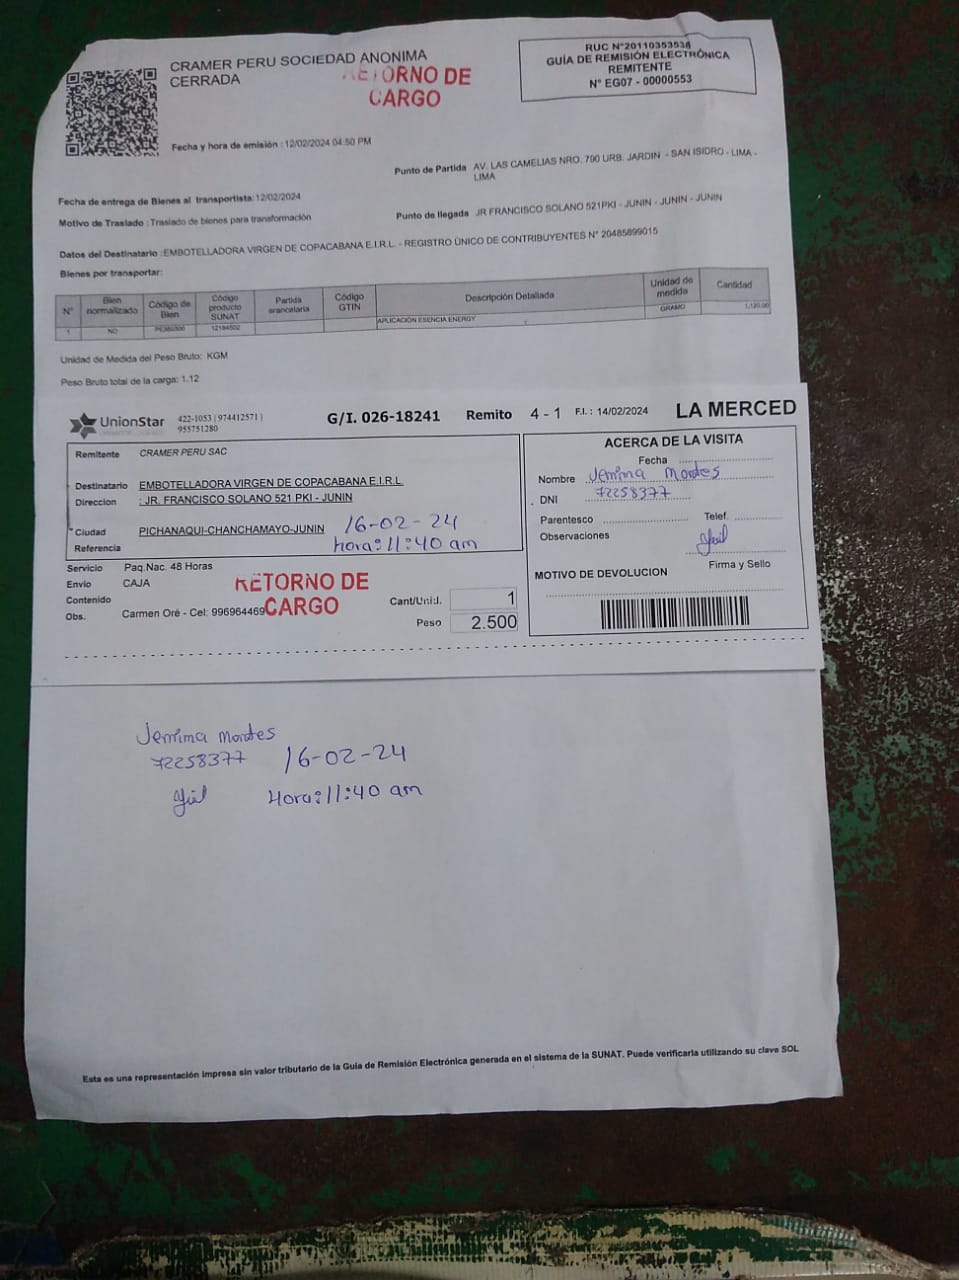 CRAMER PERU SOCIEDAD ANONIMA
CERRADA
RETORNO DE
CARGO
RUC N°20110353538
GUÍA DE REMISIÓN ELECTRÓNICA
REMITENTE
N° EG07 - 00000553
Fecha y hora de emisión : 12/02/2024 04:50 PM
Punto de Partida AV. LAS CAMELIAS NRO. 790 URB. JARDIN - SAN ISIDRO - LIMA -
LIMA
Fecha de entrega de Bienes al transportista: 12/02/2024
Motivo de Traslado : Traslado de bienes para transformación
Punto de llegada JR FRANCISCO SOLANO 521 PKI - JUNIN - JUNIN - JUNIN
Datos del Destinatario : EMBOTELLADORA VIRGEN DE COPACABANA E.I.R.L. - REGISTRO ÚNICO DE CONTRIBUYENTES N° 20485899015
Bienes por transportar:
N° Bien normalizado Código de Bien Código producto SUNAT Partida arancelaria Código GTIN Descripción Detallada Unidad de medida Cantidad
1 NO 12164502 APLICACIÓN ESENCIA ENERGY GRAMO 1,120.00
Unidad de Medida del Peso Bruto: KGM
Peso Bruto total de la carga: 1.12
UnionStar
422-1053 | 974412571 |
955751280
G/I. 026-18241 Remito 4 - 1 F.I.: 14/02/2024 LA MERCED
Remitente CRAMER PERU SAC
Destinatario EMBOTELLADORA VIRGEN DE COPACABANA E.I.R.L.
Direccion : JR. FRANCISCO SOLANO 521 PKI - JUNIN
Ciudad PICHANAQUI-CHANCHAMAYO-JUNIN 16-02-24
Referencia hora: 11:40 am
ACERCA DE LA VISITA
Fecha
Nombre Jemima Montes
DNI 72258377
Parentesco Telef.
Observaciones
Firma y Sello
MOTIVO DE DEVOLUCION
Servicio Paq.Nac. 48 Horas
Envio CAJA
Contenido
Obs. Carmen Oré - Cel: 996964469
RETORNO DE
CARGO
Cant/Unid. 1
Peso 2.500
Jemima Montes
72258377 16-02-24
Hora: 11:40 am
Esta es una representación impresa sin valor tributario de la Guía de Remisión Electrónica generada en el sistema de la SUNAT. Puede verificarla utilizando su clave SOL